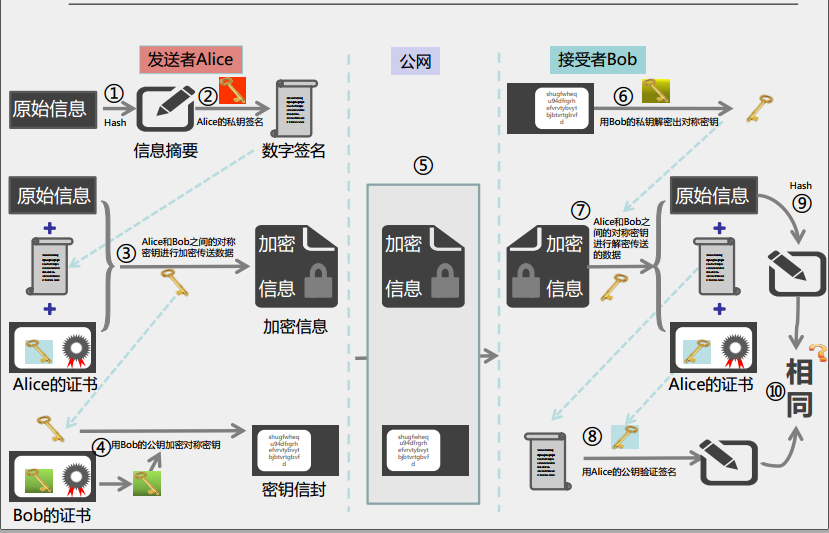 发送者Alice
公网
接受者Bob
原始信息
①
Hash
信息摘要
②
Alice的私钥签名
数字签名
shugfwheq
u94dfrgrh
efvrvtybvyt
bjbtvrtgbvf
d
⑥
用Bob的私钥解密出对称密钥
原始信息
+
+
Alice的证书
③
Alice和Bob之间的对称
密钥进行加密传送数据
加密
信息
加密信息
⑤
加密
信息
加密
信息
⑦
Alice和Bob之
间的对称密钥
进行解密传送
的数据
原始信息
+
+
Alice的证书
Hash
⑨
⑩
相
同
?
④
用Bob的公钥加密对称密钥
Bob的证书
shugfwheq
u94dfrgrh
efvrvtybvyt
bjbtvrtgbvf
d
密钥信封
shugfwheq
u94dfrgrh
efvrvtybvyt
bjbtvrtgbvf
d
⑧
用Alice的公钥验证签名